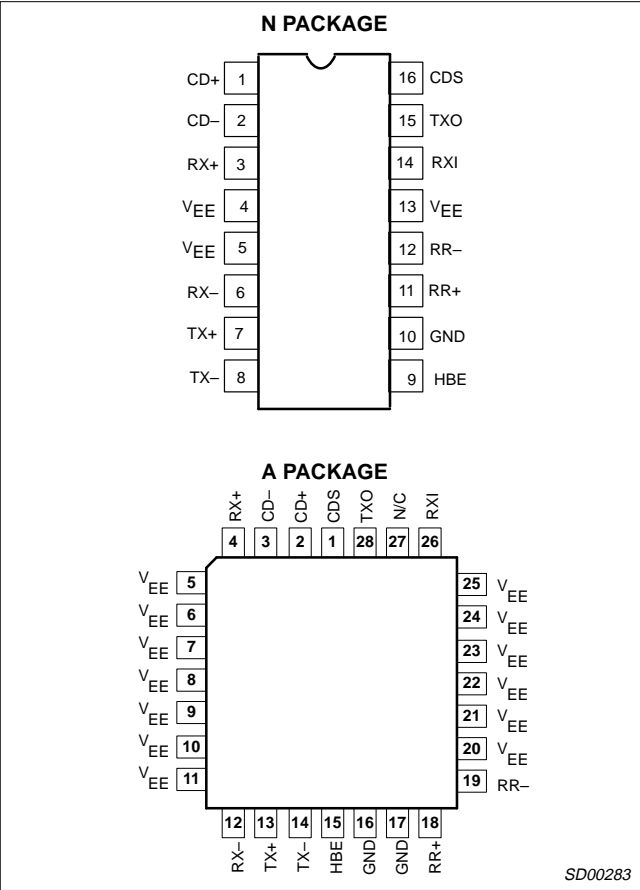 N PACKAGE
CD+ 1 16 CDS
CD– 2 15 TXO
RX+ 3 14 RXI
VEE 4 13 VEE
VEE 5 12 RR–
RX– 6 11 RR+
TX+ 7 10 GND
TX– 8 9 HBE
A PACKAGE
RX+ CD– CD+ CDS TXO N/C RXI
4 3 2 1 28 27 26
VEE 5 25 VEE
VEE 6 24 VEE
VEE 7 23 VEE
VEE 8 22 VEE
VEE 9 21 VEE
VEE 10 20 VEE
VEE 11 19 RR–
12 13 14 15 16 17 18
RX– TX+ TX– HBE GND GND RR+
SD00283